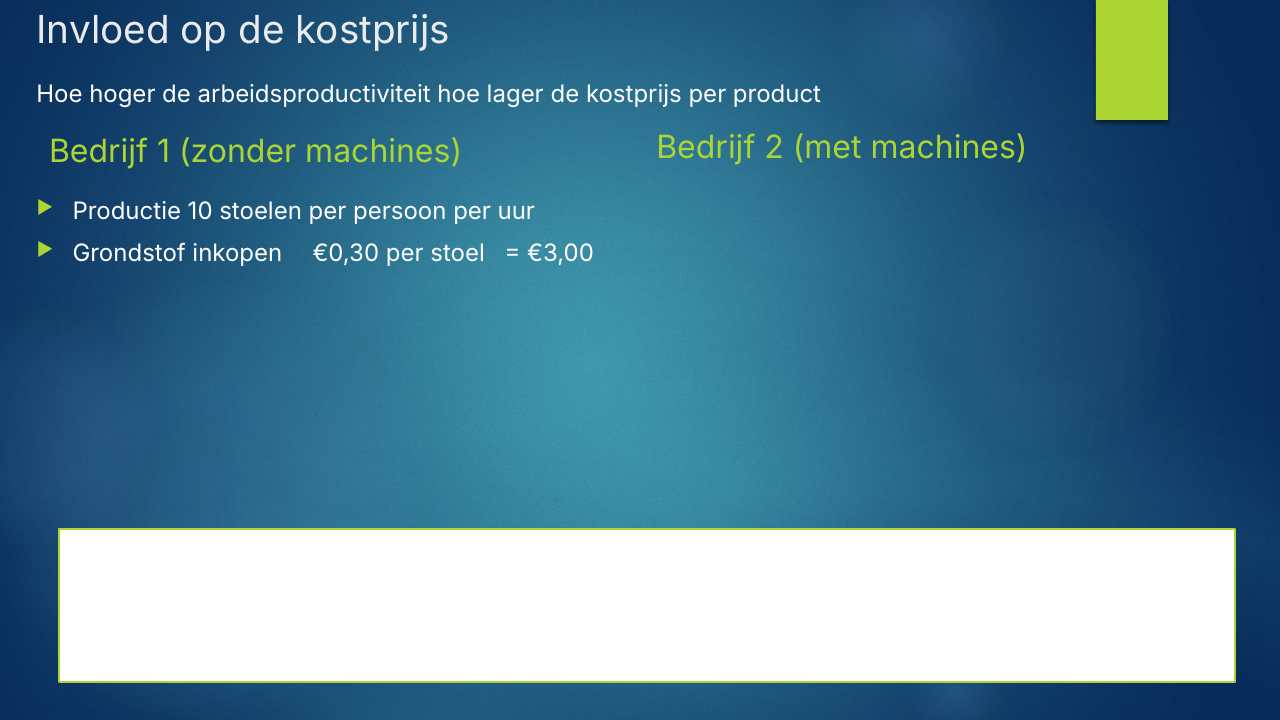 Invloed op de kostprijs
Hoe hoger de arbeidsproductiviteit hoe lager de kostprijs per product
Bedrijf 1 (zonder machines)
Productie 10 stoelen per persoon per uur
Grondstof inkopen €0,30 per stoel = €3,00
Bedrijf 2 (met machines)